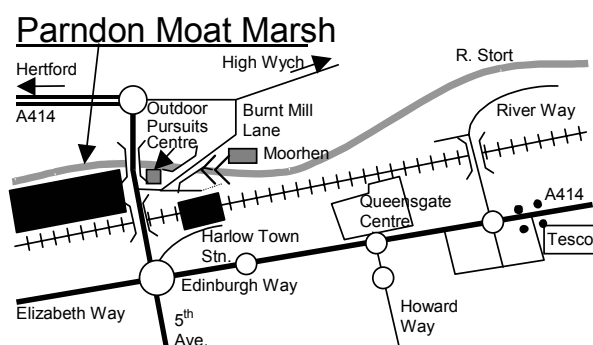 Parndon Moat Marsh
Hertford
High Wych
R. Stort
A414
Outdoor
Pursuits
Centre
Burnt Mill
Lane
River Way
Moorhen
A414
Queensgate
Centre
Harlow Town
Stn.
Tesco
Edinburgh Way
Elizabeth Way
5th
Ave.
Howard
Way